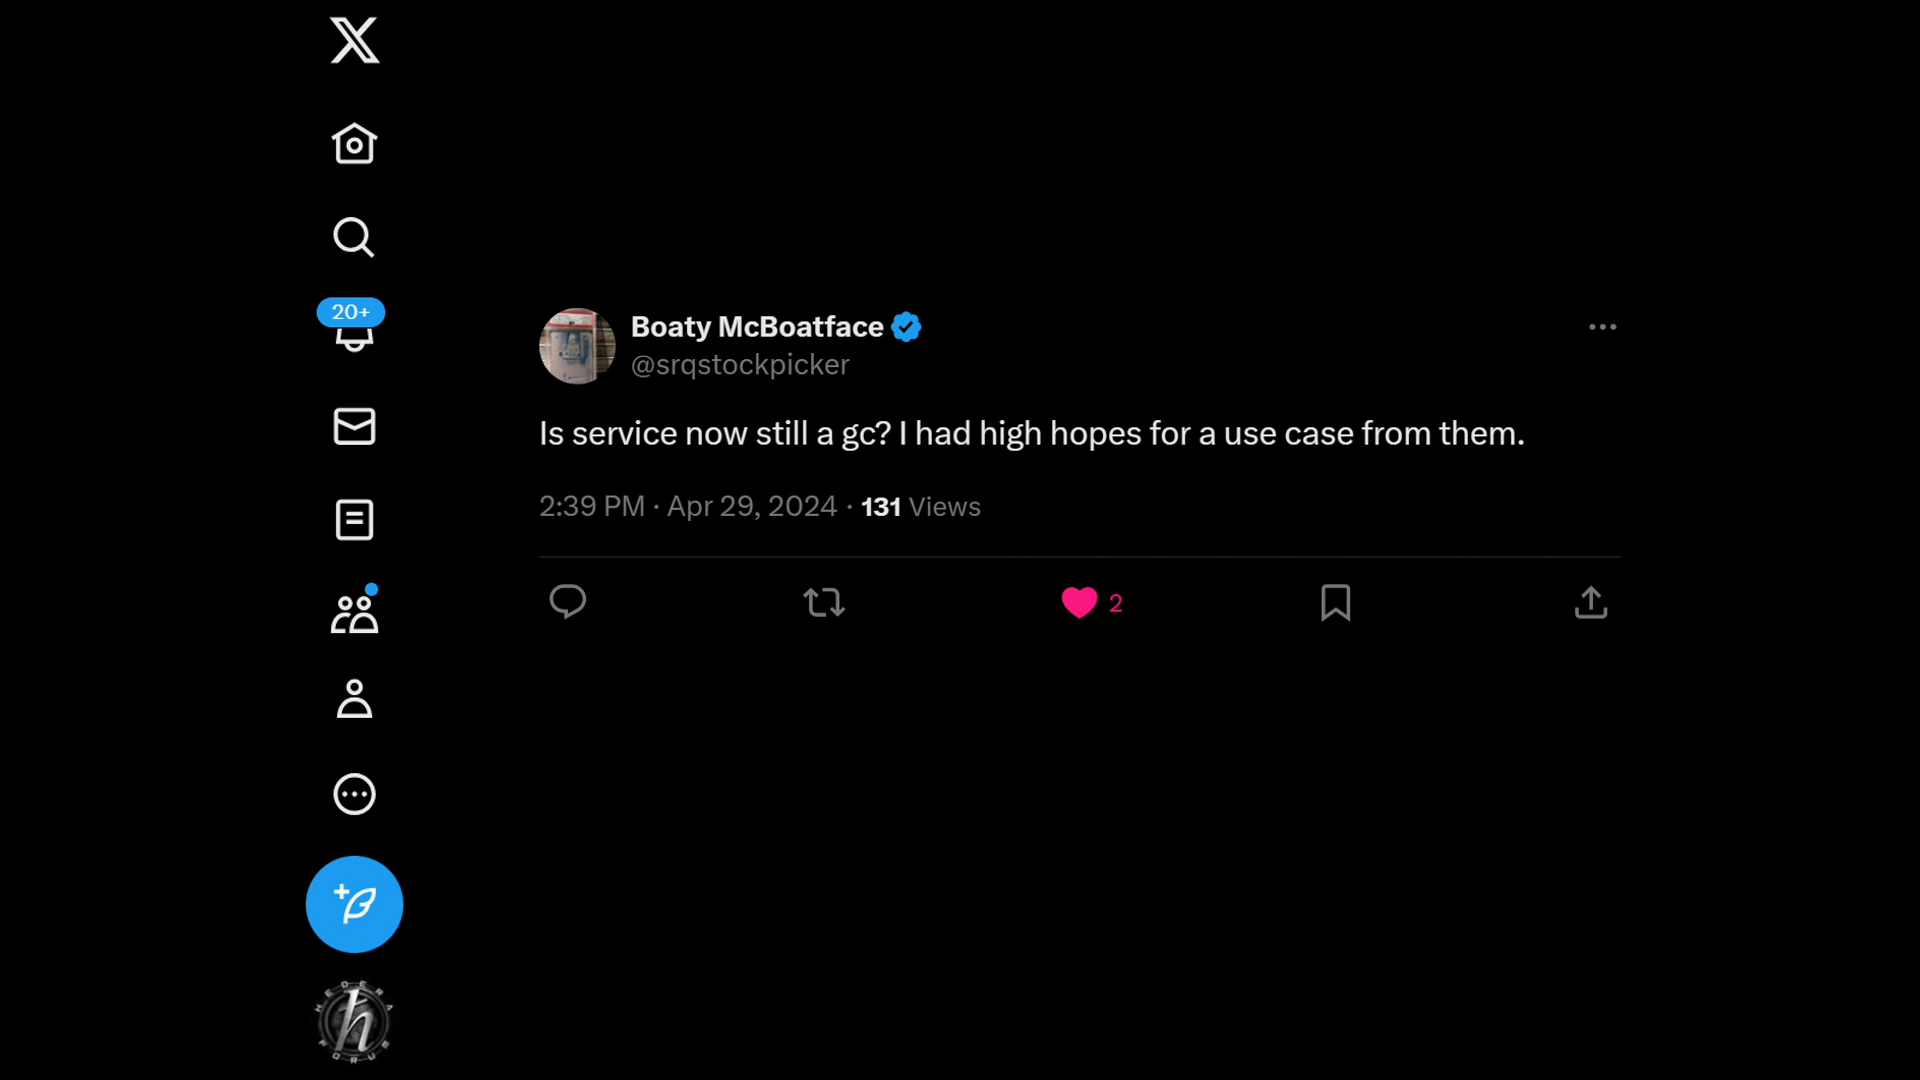 20+
Boaty McBoatface
@srqstockpicker
Is service now still a gc? I had high hopes for a use case from them.
2:39 PM · Apr 29, 2024 · 131 Views
2
HEDERA